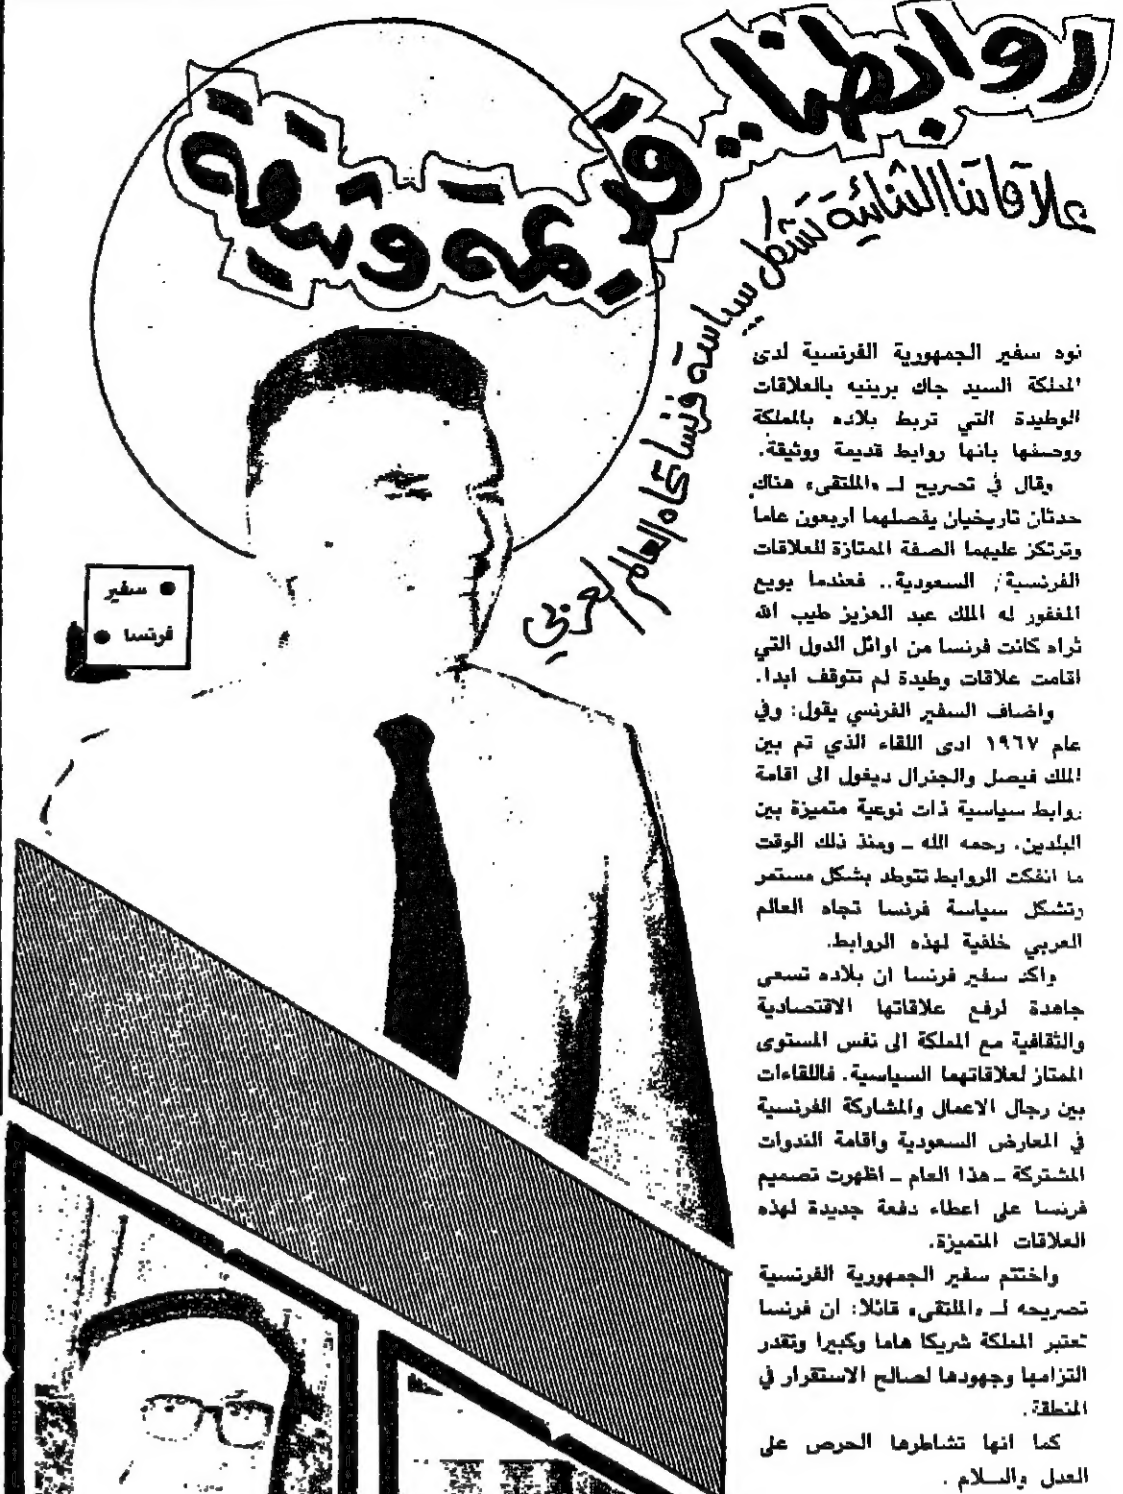 روابطنا.. قديمة وثيقة
علاقاتنا الثنائية تشكل سياسة فرنسا تجاه العالم العربي
نوه سفير الجمهورية الفرنسية لدى
المملكة السيد جاك برينيه بالعلاقات
الوطيدة التي تربط بلاده بالمملكة
ووصفها بانها روابط قديمة ووثيقة.
وقال في تصريح لـ «الملتقى» هناك
حدثان تاريخيان يفصلهما اربعون عاما
وترتكز عليهما الصفة الممتازة للعلاقات
الفرنسية / السعودية.. فعندما بويع
المغفور له الملك عبد العزيز طيب الله
ثراه كانت فرنسا من اوائل الدول التي
اقامت علاقات وطيدة لم تتوقف ابدا.
واضاف السفير الفرنسي يقول: وفي
عام ١٩٦٧ ادى اللقاء الذي تم بين
الملك فيصل والجنرال ديغول الى اقامة
روابط سياسية ذات نوعية متميزة بين
البلدين. رحمه الله ـ ومنذ ذلك الوقت
ما انفكت الروابط تتوطد بشكل مستمر
وتشكل سياسة فرنسا تجاه العالم
العربي خلفية لهذه الروابط.
واكد سفير فرنسا ان بلاده تسعى
جاهدة لرفع علاقاتها الاقتصادية
والثقافية مع المملكة الى نفس المستوى
الممتاز لعلاقاتهما السياسية. فاللقاءات
بين رجال الاعمال والمشاركة الفرنسية
في المعارض السعودية واقامة الندوات
المشتركة ـ هذا العام ـ اظهرت تصميم
فرنسا على اعطاء دفعة جديدة لهذه
العلاقات المتميزة.
واختتم سفير الجمهورية الفرنسية
تصريحه لـ «الملتقى» قائلا: ان فرنسا
تعتبر المملكة شريكا هاما وكبيرا وتقدر
التزامها وجهودها لصالح الاستقرار في
المنطقة.
كما انها تشاطرها الحرص على
العدل والسلام .
● سفير
فرنسا ●